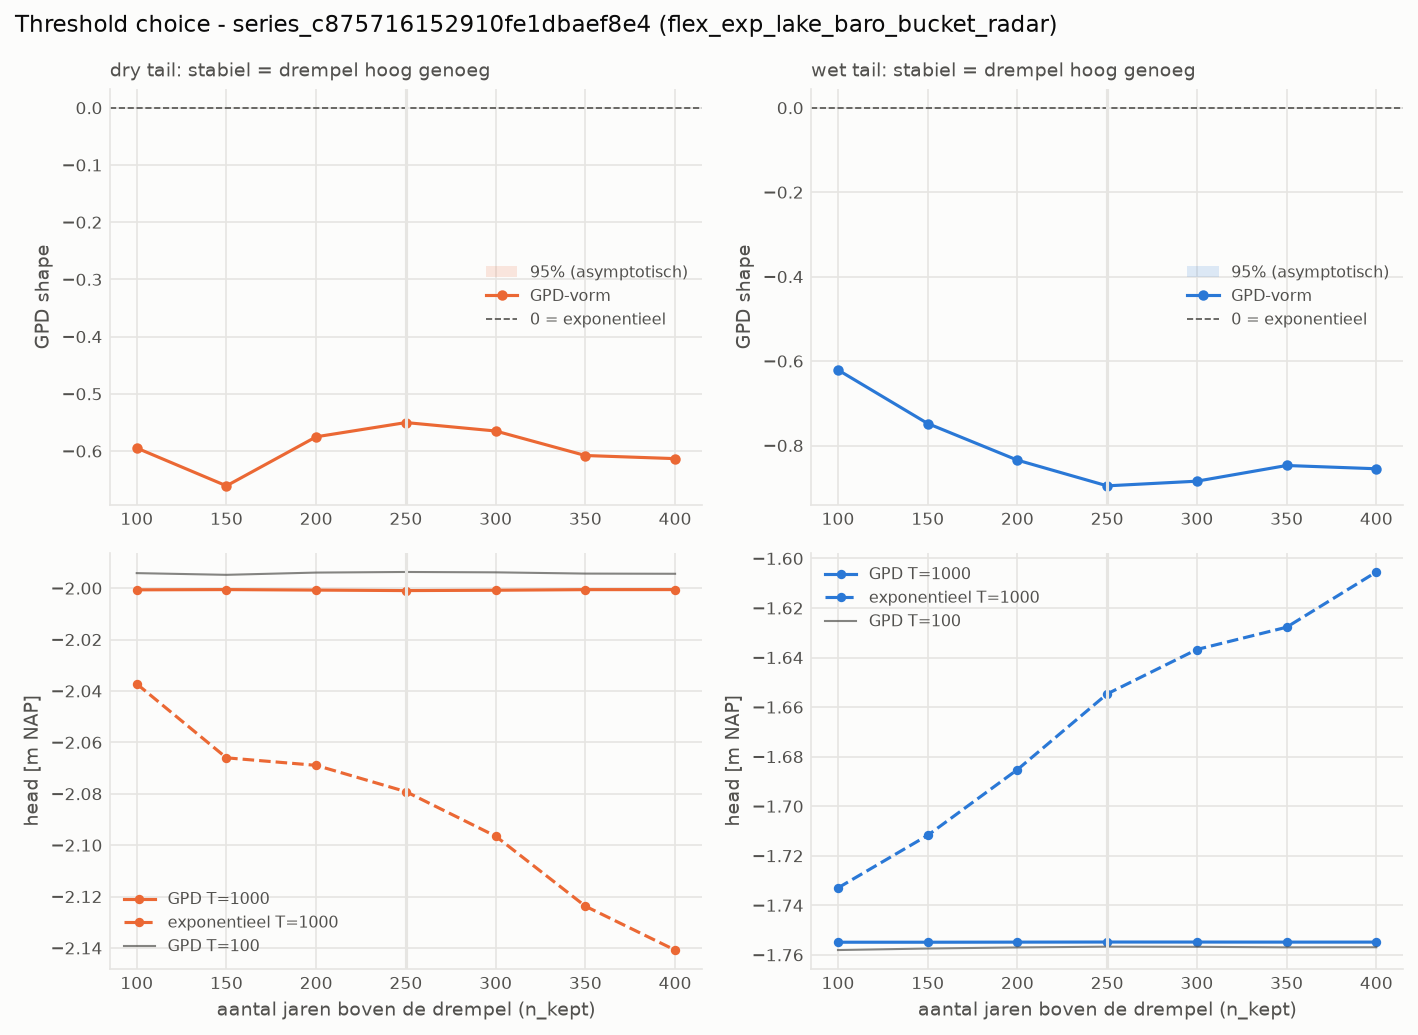 Threshold choice - series_c875716152910fe1dbaef8e4 (flex_exp_lake_baro_bucket_radar)
dry tail: stabiel = drempel hoog genoeg
0.0
−0.1
−0.2
−0.3
−0.4
−0.5
−0.6
GPD shape
95% (asymptotisch)
GPD-vorm
0 = exponentieel
100 150 200 250 300 350 400
wet tail: stabiel = drempel hoog genoeg
0.0
−0.2
−0.4
−0.6
−0.8
GPD shape
95% (asymptotisch)
GPD-vorm
0 = exponentieel
100 150 200 250 300 350 400
−2.00
−2.02
−2.04
−2.06
−2.08
−2.10
−2.12
−2.14
head [m NAP]
GPD T=1000
exponentieel T=1000
GPD T=100
100 150 200 250 300 350 400
aantal jaren boven de drempel (n_kept)
−1.60
−1.62
−1.64
−1.66
−1.68
−1.70
−1.72
−1.74
−1.76
head [m NAP]
GPD T=1000
exponentieel T=1000
GPD T=100
100 150 200 250 300 350 400
aantal jaren boven de drempel (n_kept)